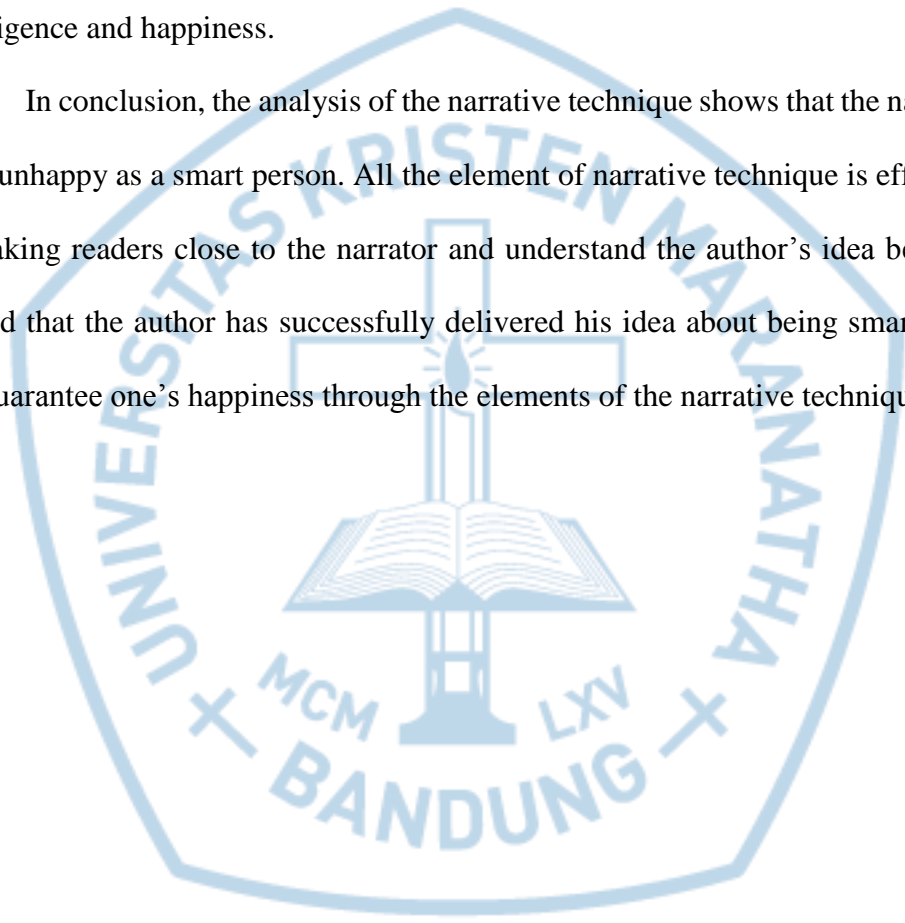 igence and happiness.
In conclusion, the analysis of the narrative technique shows that the na
unhappy as a smart person. All the element of narrative technique is eff
aking readers close to the narrator and understand the author's idea be
d that the author has successfully delivered his idea about being smar
uarantee one's happiness through the elements of the narrative techniqu
UNIVERSITAS KRISTEN MARANATHA
MCM LXV
BANDUNG